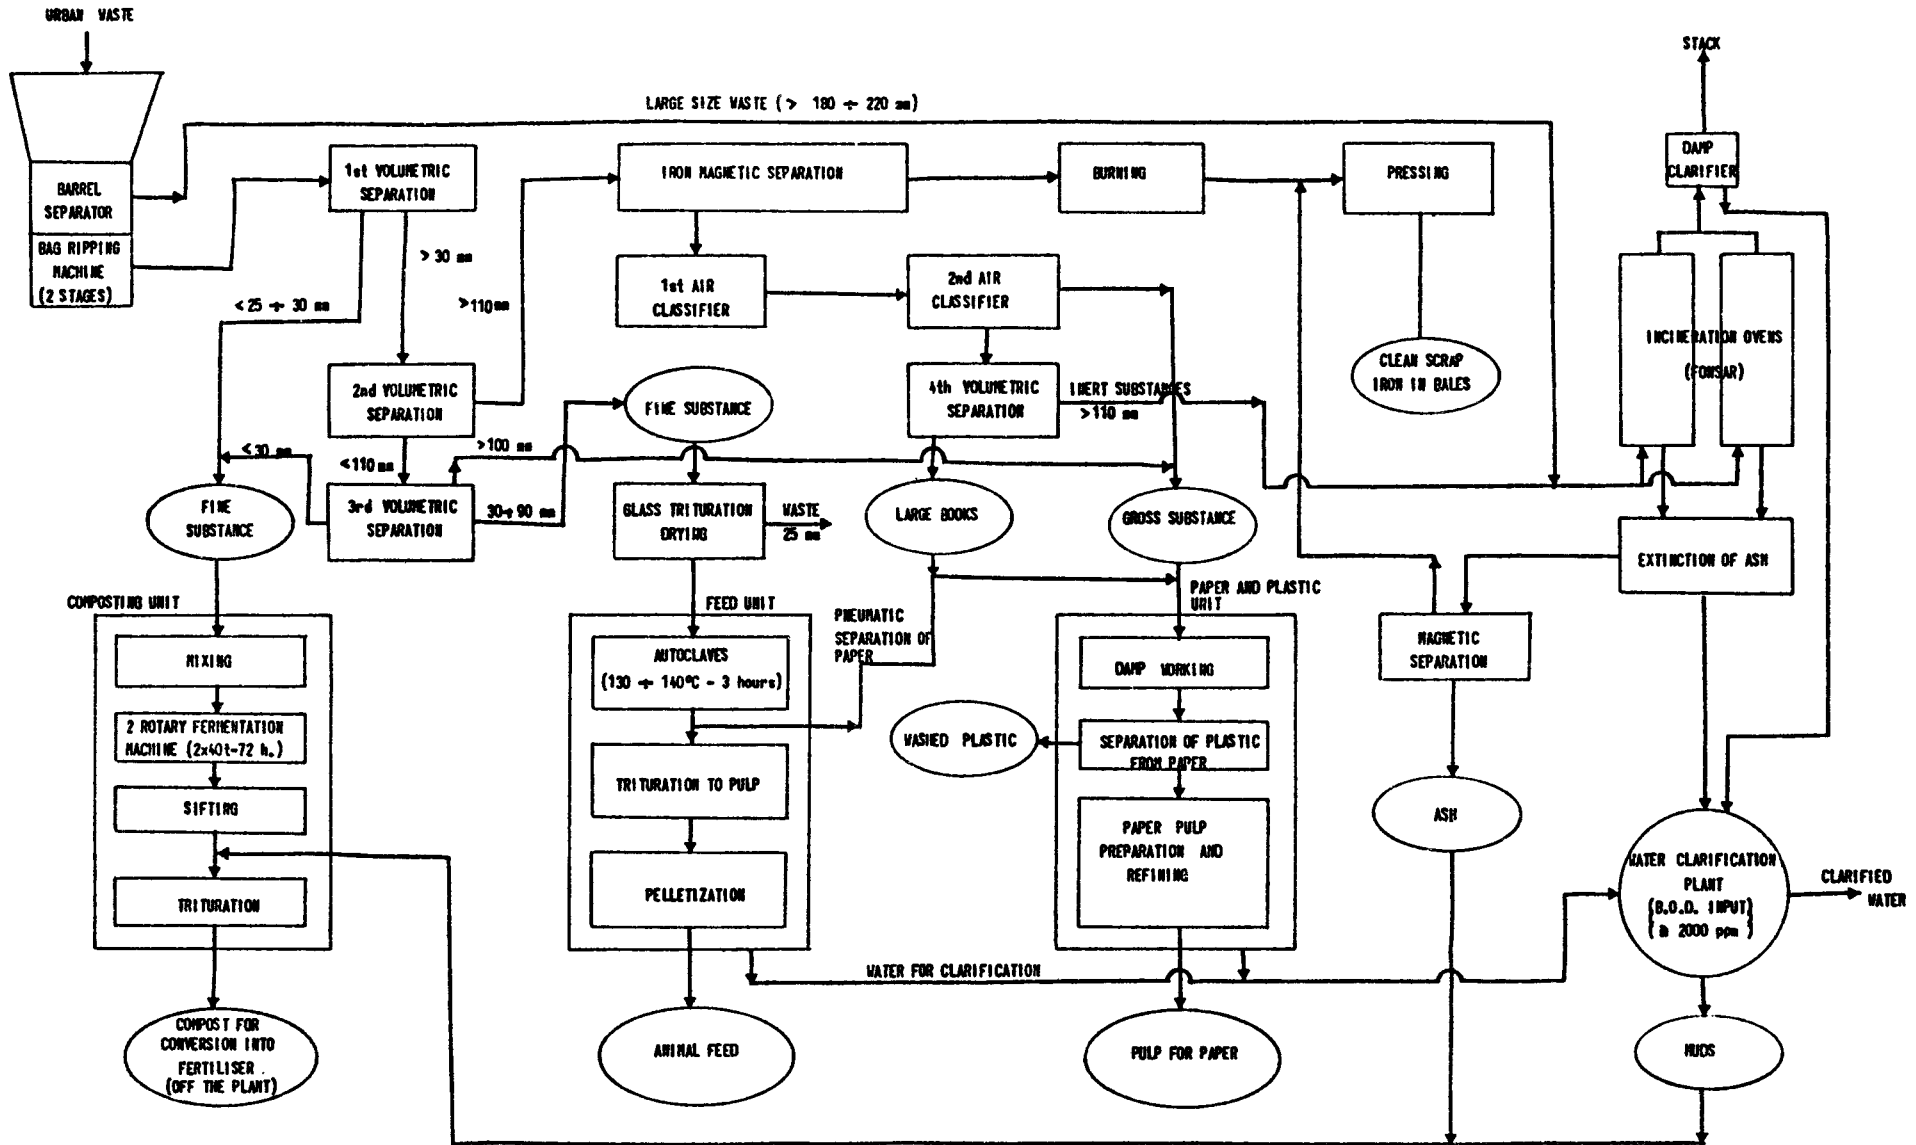 URBAN WASTE
STACK
LARGE SIZE WASTE (> 180 ÷ 220 mm)
BARREL
SEPARATOR
BAG RIPPING
MACHINE
(2 STAGES)
1st VOLUMETRIC
SEPARATION
IRON MAGNETIC SEPARATION
BURNING
PRESSING
DAMP
CLARIFIER
> 30 mm
< 25 ÷ 30 mm
>110 mm
1st AIR
CLASSIFIER
2nd AIR
CLASSIFIER
INCINERATION OVENS
(FONSAR)
CLEAN SCRAP
IRON IN BALES
2nd VOLUMETRIC
SEPARATION
FINE SUBSTANCE
4th VOLUMETRIC
SEPARATION
INERT SUBSTANCES
>110 mm
<30 mm
<110 mm
>100 mm
FINE
SUBSTANCE
3rd VOLUMETRIC
SEPARATION
30÷90 mm
GLASS TRITURATION
DRYING
WASTE
25 mm
LARGE BOOKS
GROSS SUBSTANCE
EXTINCTION OF ASH
COMPOSTING UNIT
FEED UNIT
PNEUMATIC
SEPARATION OF
PAPER
PAPER AND PLASTIC
UNIT
MIXING
AUTOCLAVES
(130 ÷ 140°C - 3 hours)
DAMP WORKING
MAGNETIC
SEPARATION
2 ROTARY FERMENTATION
MACHINE (2x40t-72 h.)
WASHED PLASTIC
SEPARATION OF PLASTIC
FROM PAPER
SIFTING
TRITURATION TO PULP
PAPER PULP
PREPARATION AND
REFINING
ASH
TRITURATION
PELLETIZATION
WATER CLARIFICATION
PLANT
(B.O.D. INPUT)
( ≅ 2000 ppm )
CLARIFIED
WATER
WATER FOR CLARIFICATION
COMPOST FOR
CONVERSION INTO
FERTILISER .
(OFF THE PLANT)
ANIMAL FEED
PULP FOR PAPER
MUDS